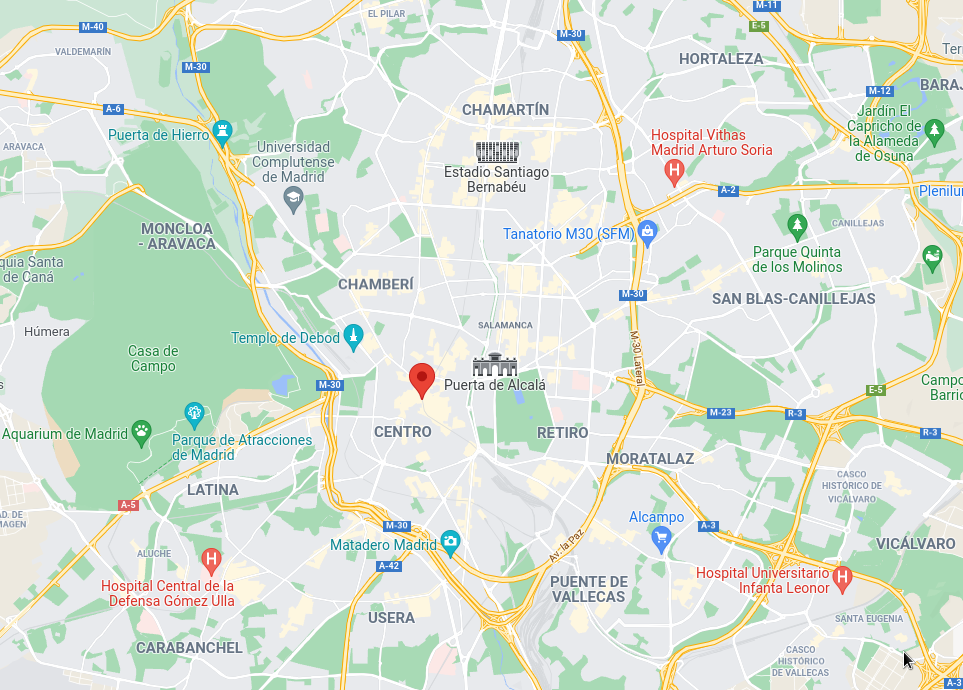 EL PILAR
M-11
M-40
E-5
M-30
VALDEMARÍN
HORTALEZA
M-30
M-12
CHAMARTÍN
A-6
Puerta de Hierro
Jardín El
Capricho de
la Alameda
de Osuna
Hospital Vithas
Madrid Arturo Soria
ARAVACA
Universidad
Complutense
de Madrid
Estadio Santiago
Bernabéu
A-2
MONCLOA
- ARAVACA
Tanatorio M30 (SFM)
CANILLEJAS
Parque Quinta
de los Molinos
quia Santa
de Caná
CHAMBERÍ
M-30
SAN BLAS-CANILLEJAS
Húmera
SALAMANCA
Templo de Debod
M-30 Lateral
Casa de
Campo
Puerta de Alcalá
M-30
E-5
Campo
Barrio
M-23
R-3
R-3
Aquarium de Madrid
Parque de Atracciones
de Madrid
CENTRO
RETIRO
MORATALAZ
LATINA
CASCO
HISTÓRICO DE
VICÁLVARO
A-5
AD. DE
MAGEN
Alcampo
M-30
A-3
Matadero Madrid
Av. la Paz
VICÁLVARO
ALUCHE
A-42
Hospital Central de la
Defensa Gómez Ulla
PUENTE DE
VALLECAS
Hospital Universitario
Infanta Leonor
USERA
SANTA EUGENIA
CARABANCHEL
CASCO
HISTÓRICO
DE VALLECAS
A-3